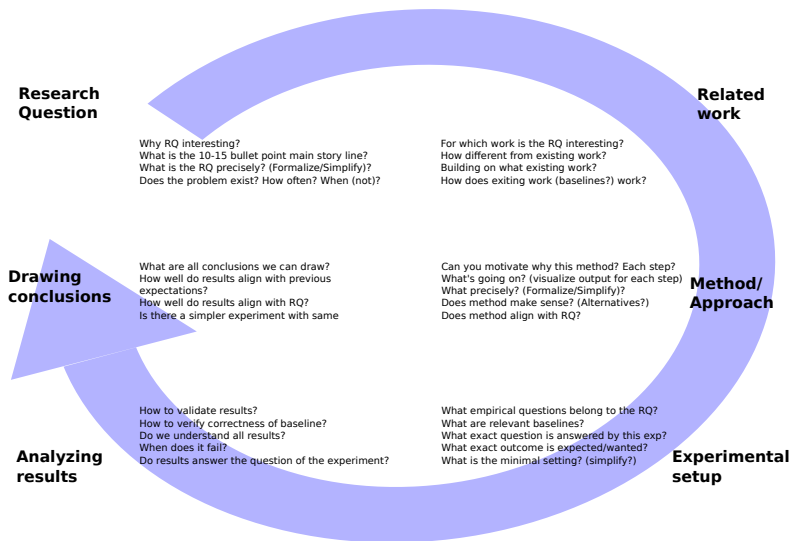 Research
Question
Why RQ interesting?
What is the 10-15 bullet point main story line?
What is the RQ precisely? (Formalize/Simplify)?
Does the problem exist? How often? When (not)?
Related
work
For which work is the RQ interesting?
How different from existing work?
Building on what existing work?
How does exiting work (baselines?) work?
Drawing
conclusions
What are all conclusions we can draw?
How well do results align with previous
expectations?
How well do results align with RQ?
Is there a simpler experiment with same
Method/
Approach
Can you motivate why this method? Each step?
What's going on? (visualize output for each step)
What precisely? (Formalize/Simplify)?
Does method make sense? (Alternatives?)
Does method align with RQ?
Analyzing
results
How to validate results?
How to verify correctness of baseline?
Do we understand all results?
When does it fail?
Do results answer the question of the experiment?
Experimental
setup
What empirical questions belong to the RQ?
What are relevant baselines?
What exact question is answered by this exp?
What exact outcome is expected/wanted?
What is the minimal setting? (simplify?)